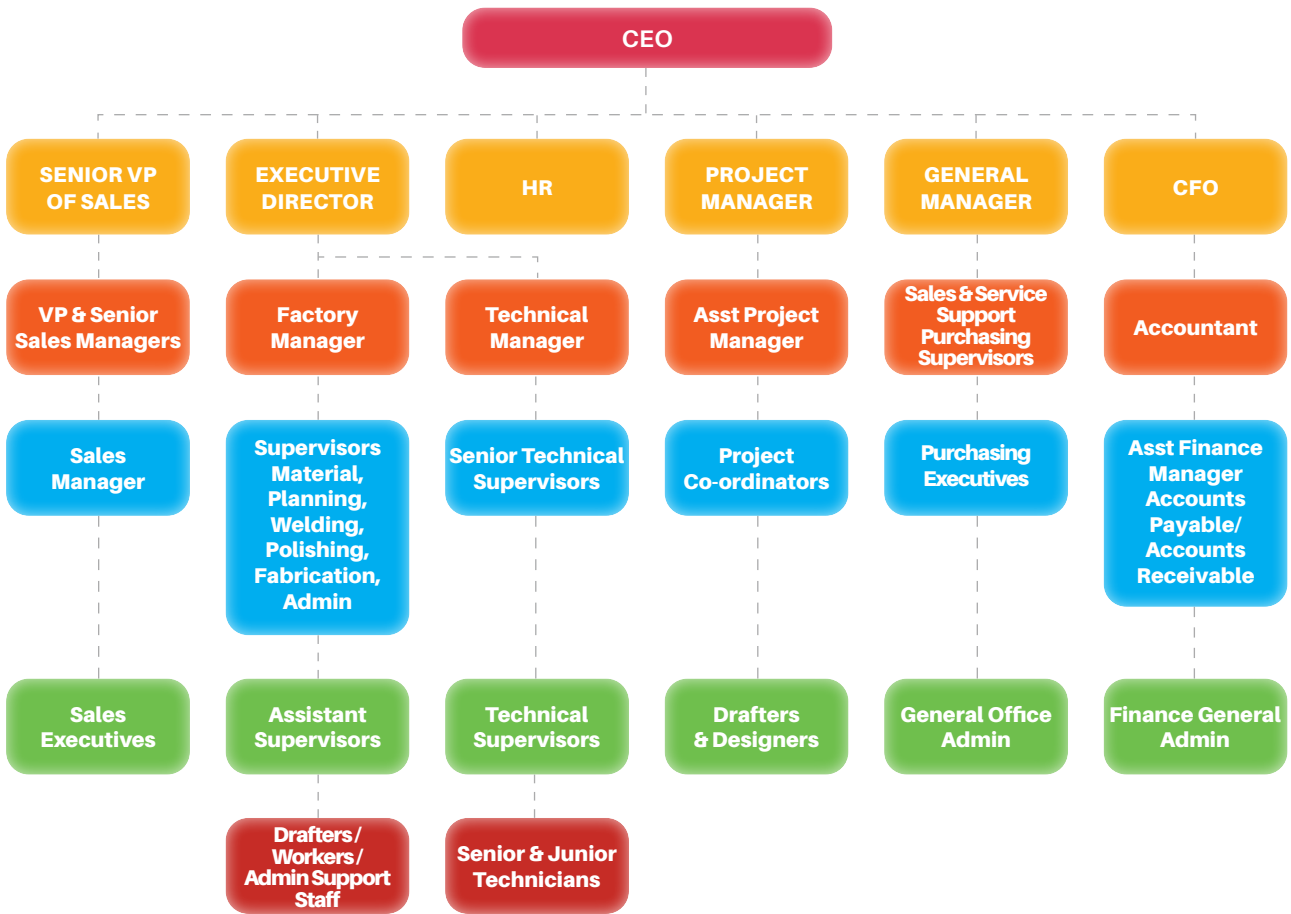 CEO
SENIOR VP
OF SALES
EXECUTIVE
DIRECTOR
HR
PROJECT
MANAGER
GENERAL
MANAGER
CFO
VP & Senior
Sales Managers
Factory
Manager
Technical
Manager
Asst Project
Manager
Sales & Service
Support
Purchasing
Supervisors
Accountant
Sales
Manager
Supervisors
Material,
Planning,
Welding,
Polishing,
Fabrication,
Admin
Senior Technical
Supervisors
Project
Co-ordinators
Purchasing
Executives
Asst Finance
Manager
Accounts
Payable/
Accounts
Receivable
Sales
Executives
Assistant
Supervisors
Technical
Supervisors
Drafters
& Designers
General Office
Admin
Finance General
Admin
Drafters /
Workers /
Admin Support
Staff
Senior & Junior
Technicians